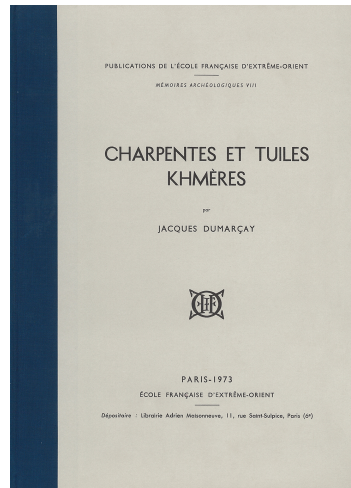 PUBLICATIONS DE L'ÉCOLE FRANÇAISE D'EXTRÊME-ORIENT
MÉMOIRES ARCHÉOLOGIQUES VIII
CHARPENTES ET TUILES
KHMÈRES
par
JACQUES DUMARÇAY
PARIS-1973
ÉCOLE FRANÇAISE D'EXTRÊME-ORIENT
Dépositaire : Librairie Adrien Maisonneuve, 11, rue Saint-Sulpice, Paris (6e)